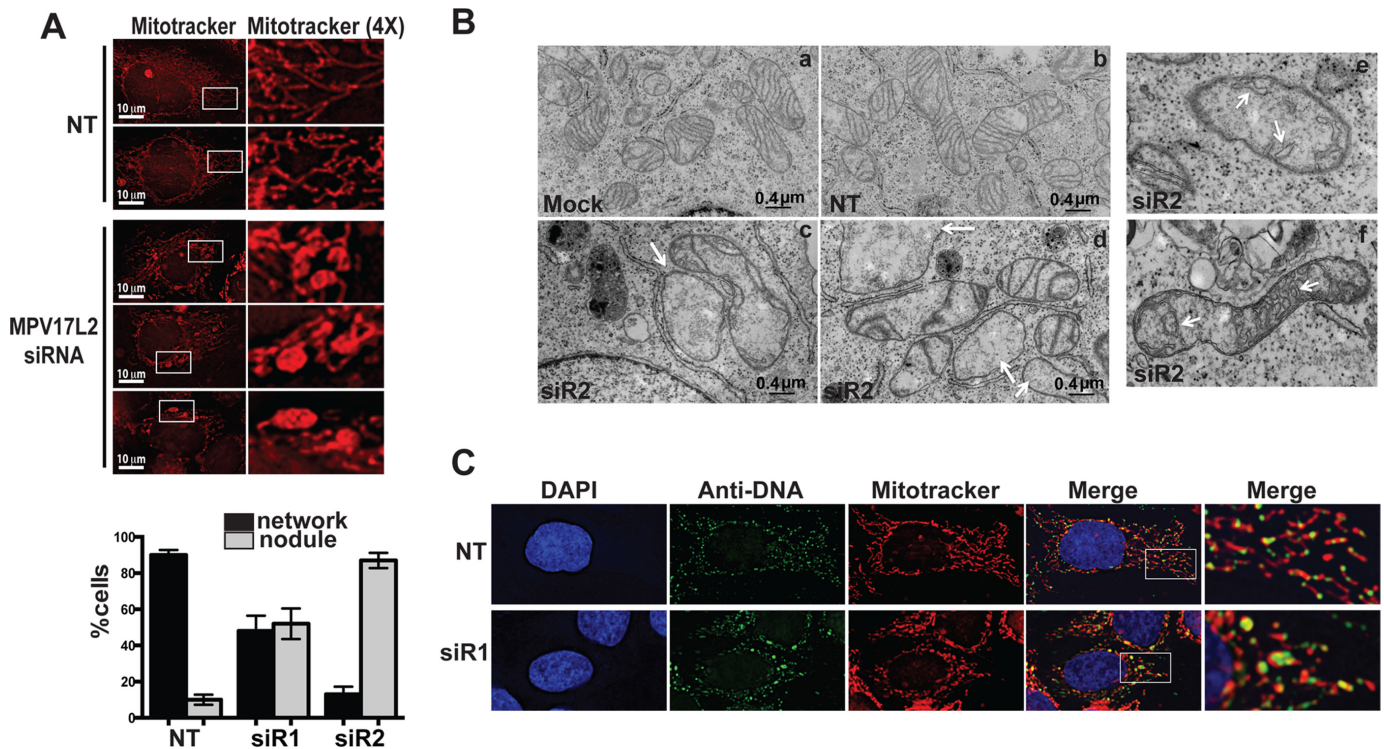 A
Mitotracker Mitotracker (4X)
NT
10 µm
10 µm
MPV17L2
siRNA
10 µm
10 µm
10 µm
network
nodule
%cells
100
80
60
40
20
0
NT siR1 siR2
B
a
Mock
0.4µm
b
NT
0.4µm
c
siR2
0.4µm
d
siR2
0.4µm
e
siR2
f
siR2
C
DAPI Anti-DNA Mitotracker Merge Merge
NT
siR1